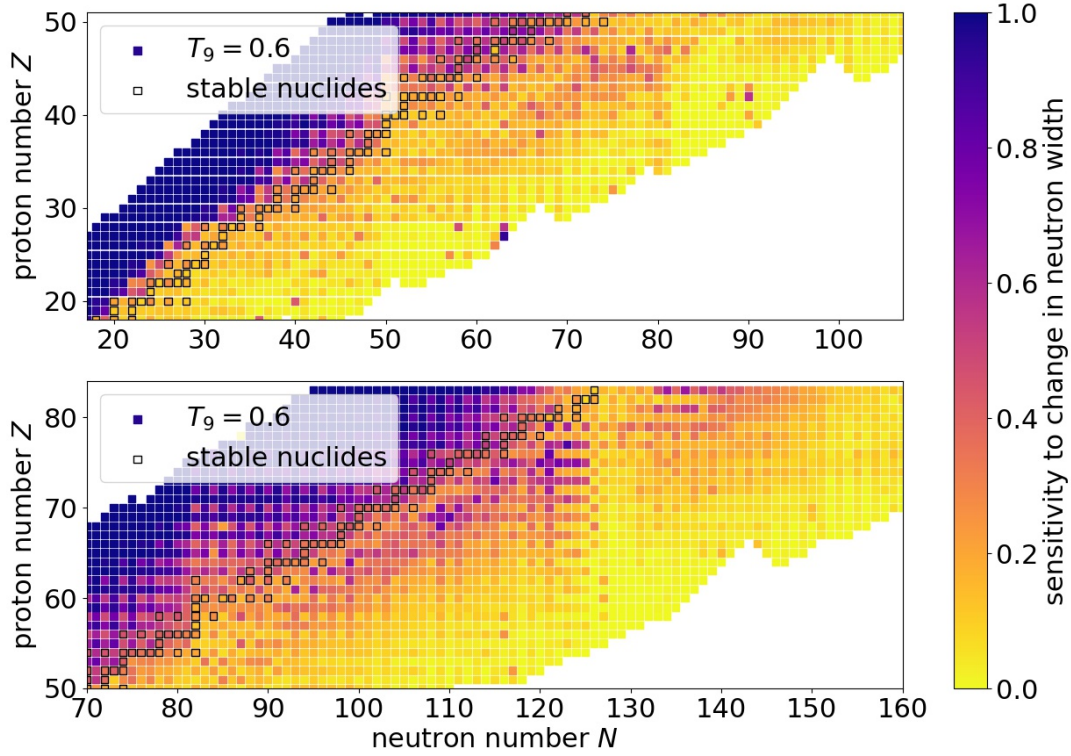 50
40
30
20
proton number Z
T₉ = 0.6
stable nuclides
20 30 40 50 60 70 80 90 100
80
70
60
50
proton number Z
T₉ = 0.6
stable nuclides
70 80 90 100 110 120 130 140 150 160
neutron number N
1.0
0.8
0.6
0.4
0.2
0.0
sensitivity to change in neutron width